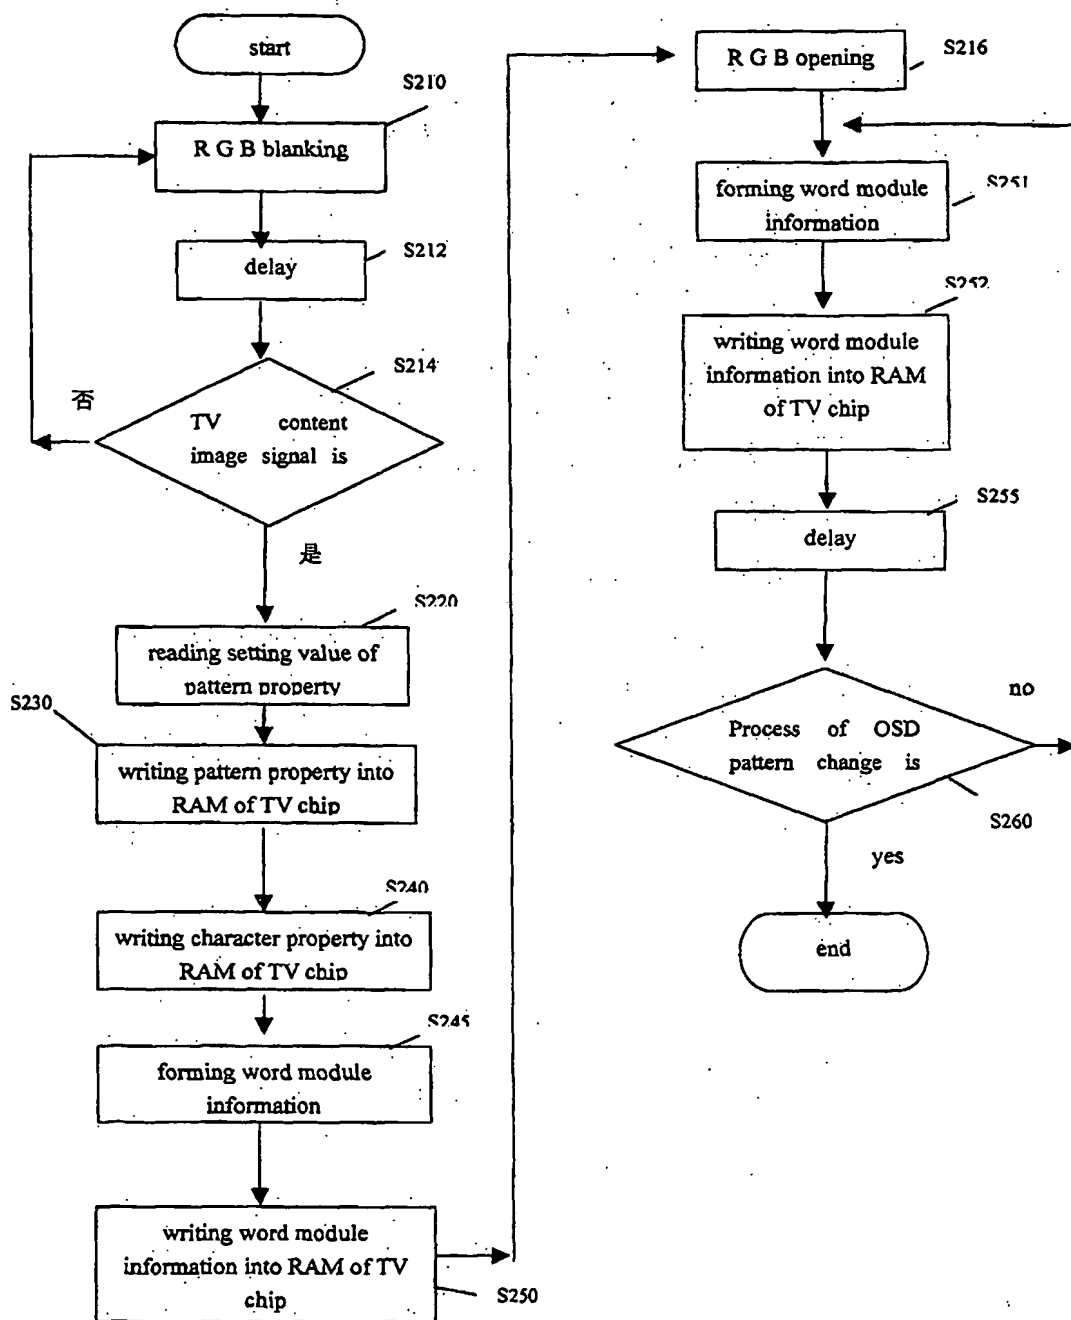 start
S210
R G B blanking
S212
delay
S214
否
TV content
image signal is
是
S220
reading setting value of
pattern property
S230
writing pattern property into
RAM of TV chip
S240
writing character property into
RAM of TV chip
S245
forming word module
information
writing word module
information into RAM of TV
chip
S250
R G B opening
S216
forming word module
information
S251
S252
writing word module
information into RAM
of TV chip
S255
delay
no
Process of OSD
pattern change is
S260
yes
end